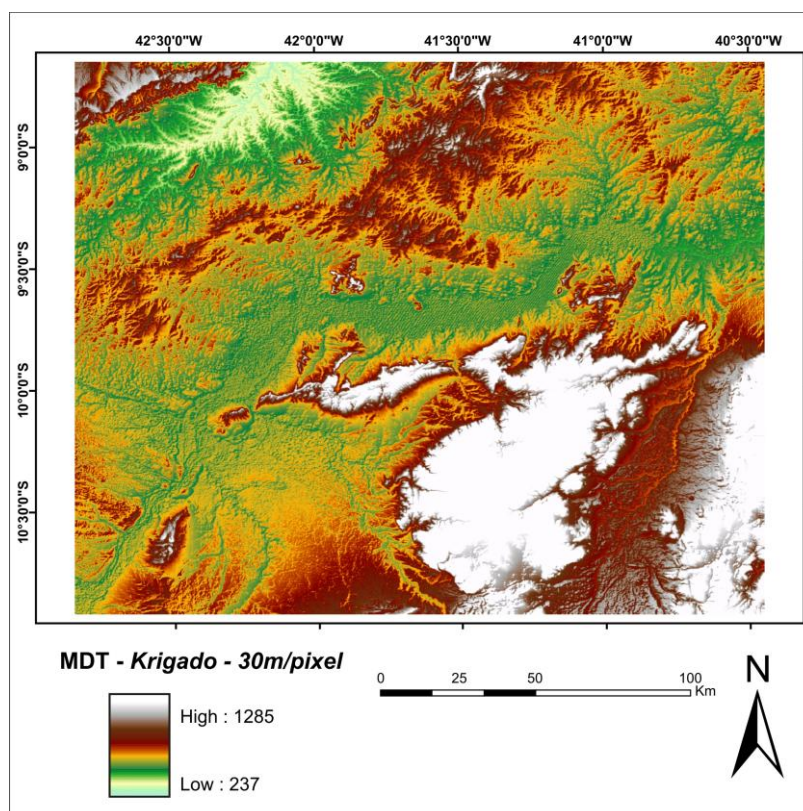 42°30'0"W 42°0'0"W 41°30'0"W 41°0'0"W 40°30'0"W
9°0'0"S
9°30'0"S
10°0'0"S
10°30'0"S
MDT - Krigado - 30m/pixel
High : 1285
Low : 237
0 25 50 100
Km
N